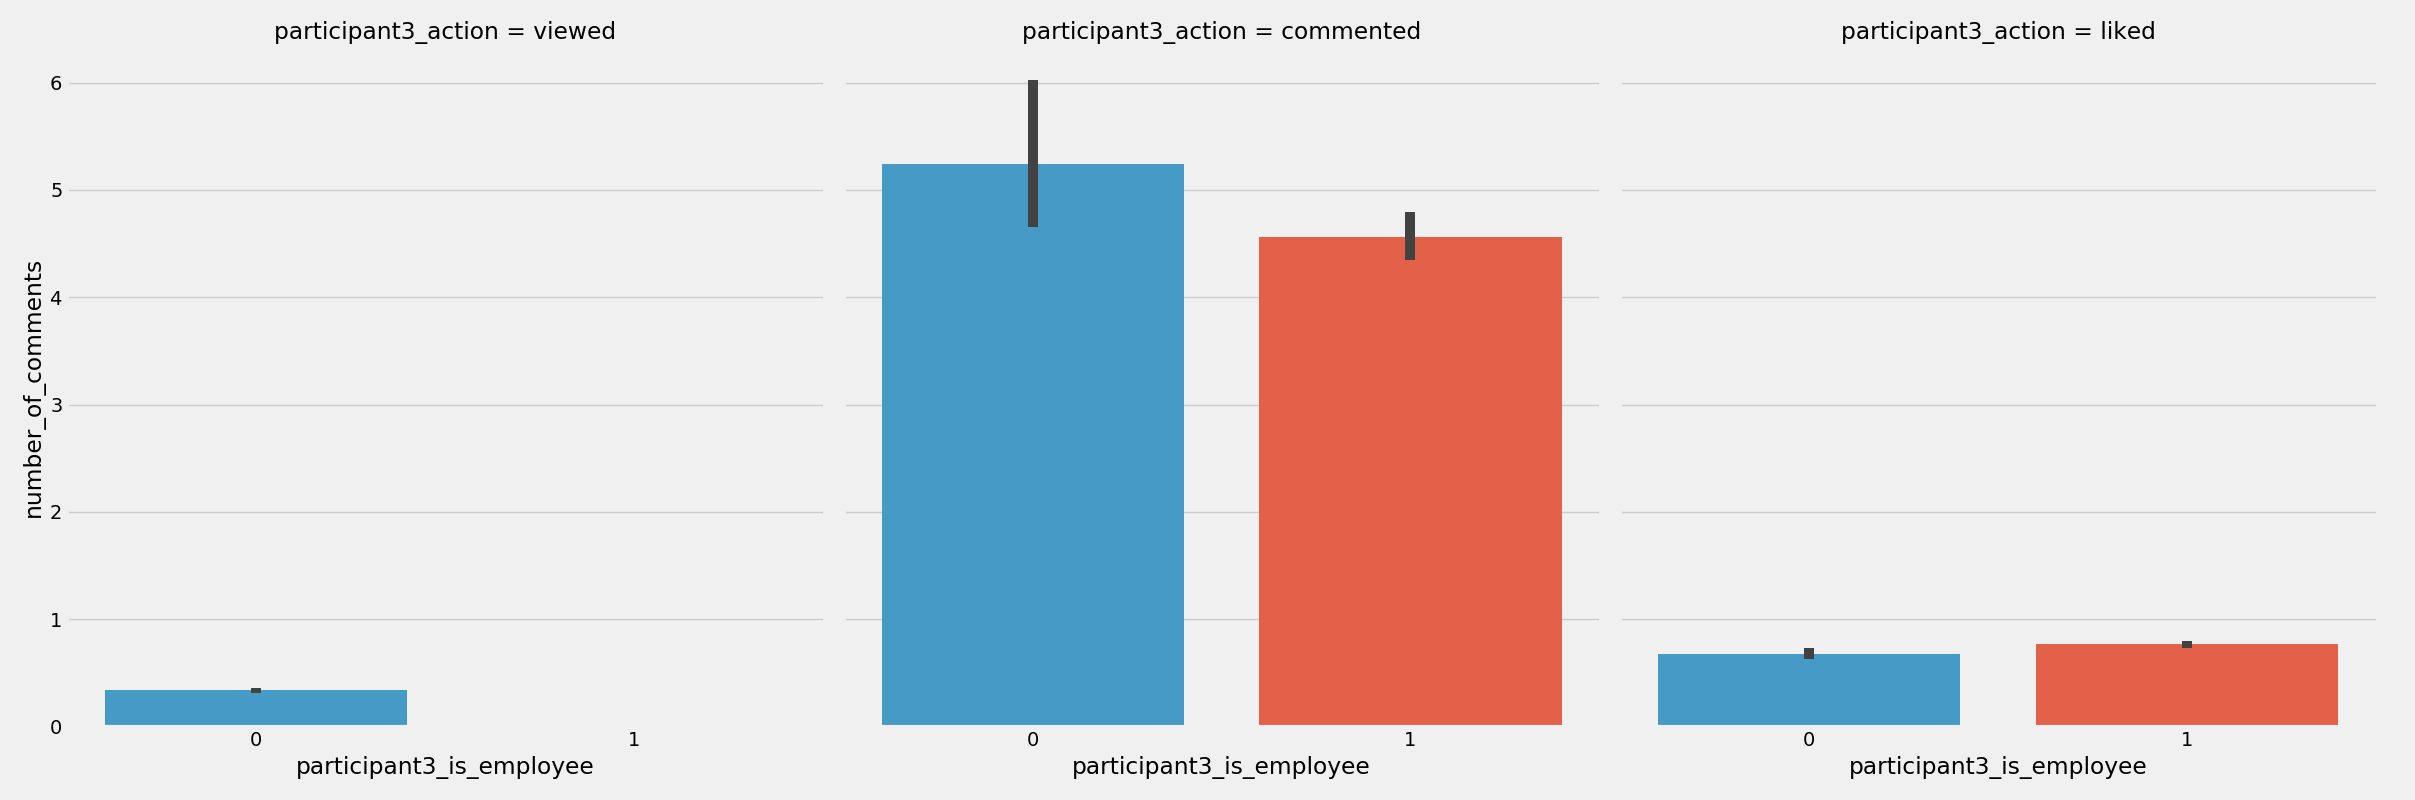 participant3_action = viewed
participant3_action = commented
participant3_action = liked
number_of_comments
6
5
4
3
2
1
0
0
1
0
1
0
1
participant3_is_employee
participant3_is_employee
participant3_is_employee